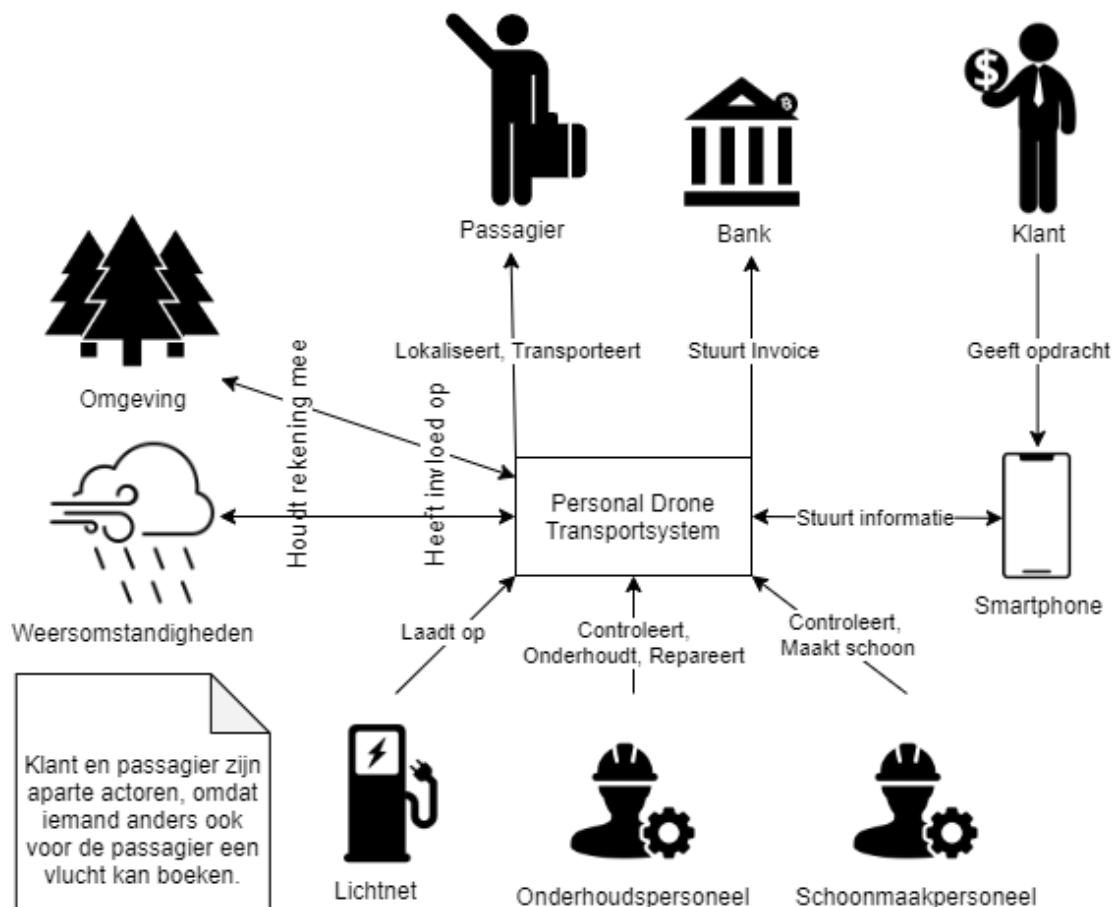 $
Passagier
Bank
Klant
Omgeving
Lokaliseert, Transporteert
Stuurt Invoice
Geeft opdracht
Houdt rekening mee
Heeft invloed op
Personal Drone
Transportsystem
Stuurt informatie
Weersomstandigheden
Smartphone
Laadt op
Controleert,
Onderhoudt, Repareert
Controleert,
Maakt schoon
Klant en passagier zijn
aparte actoren, omdat
iemand anders ook
voor de passagier een
vlucht kan boeken.
Lichtnet
Onderhoudspersoneel
Schoonmaakpersoneel